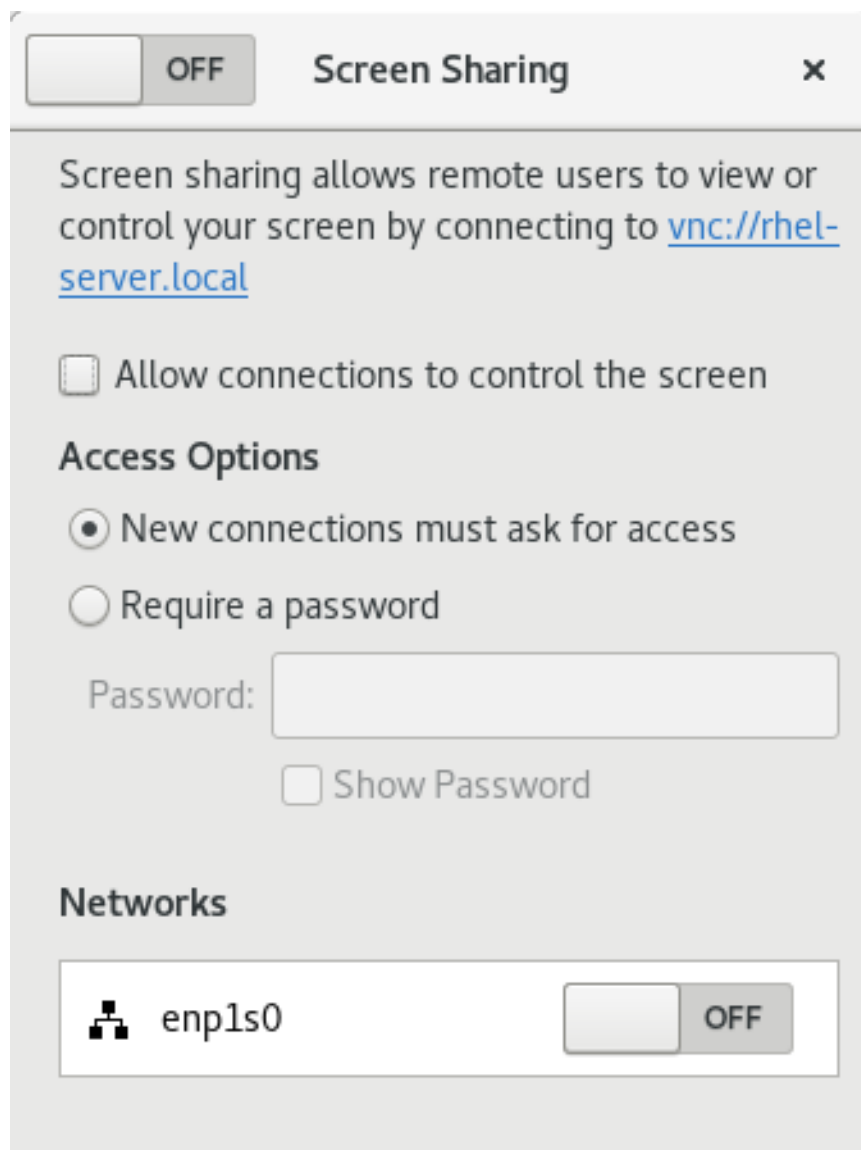 OFF Screen Sharing ×
Screen sharing allows remote users to view or
control your screen by connecting to vnc://rhel-
server.local
Allow connections to control the screen
Access Options
New connections must ask for access
Require a password
Password:
Show Password
Networks
enp1s0 OFF